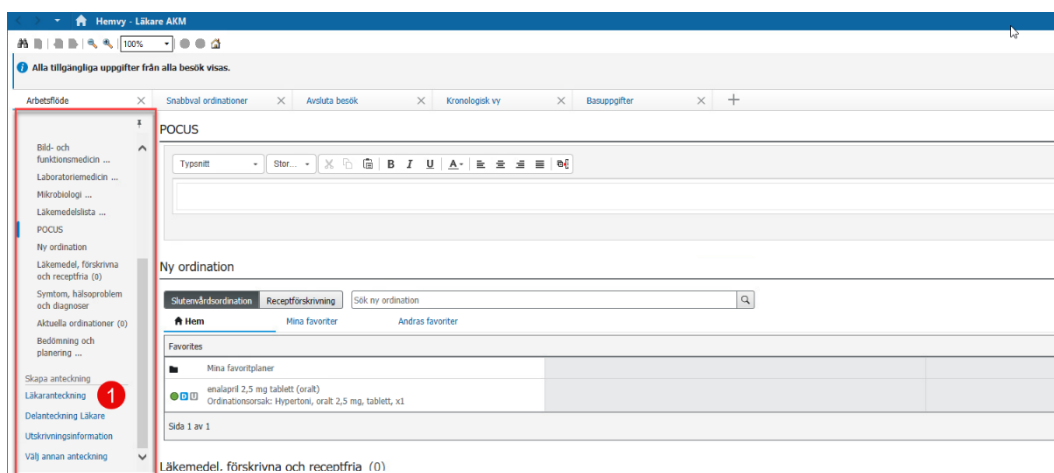 Hemvy - Läkare AKM
100%
Alla tillgängliga uppgifter från alla besök visas.
Arbetsflöde
Snabbval ordinationer
Avsluta besök
Kronologisk vy
Basuppgifter
Bild- och
funktionsmedicin ...
Laboratoriemedicin ...
Mikrobiologi ...
Läkemedelslista ...
POCUS
Ny ordination
Läkemedel, förskrivna
och receptfria (0)
Symtom, hälsoproblem
och diagnoser
Aktuella ordinationer (0)
Bedömning och
planering ...
Skapa anteckning
Läkaranteckning 1
Delanteckning Läkare
Utskrivningsinformation
Välj annan anteckning
POCUS
Typsnitt Stor... B I U A
Ny ordination
Slutenvårdsordination Receptförskrivning Sök ny ordination
Hem Mina favoriter Andras favoriter
Favorites
Mina favoritplaner
enalapril 2,5 mg tablett (oralt)
Ordinationsorsak: Hypertoni, oralt 2,5 mg, tablett, x1
Sida 1 av 1
Läkemedel, förskrivna och receptfria (0)